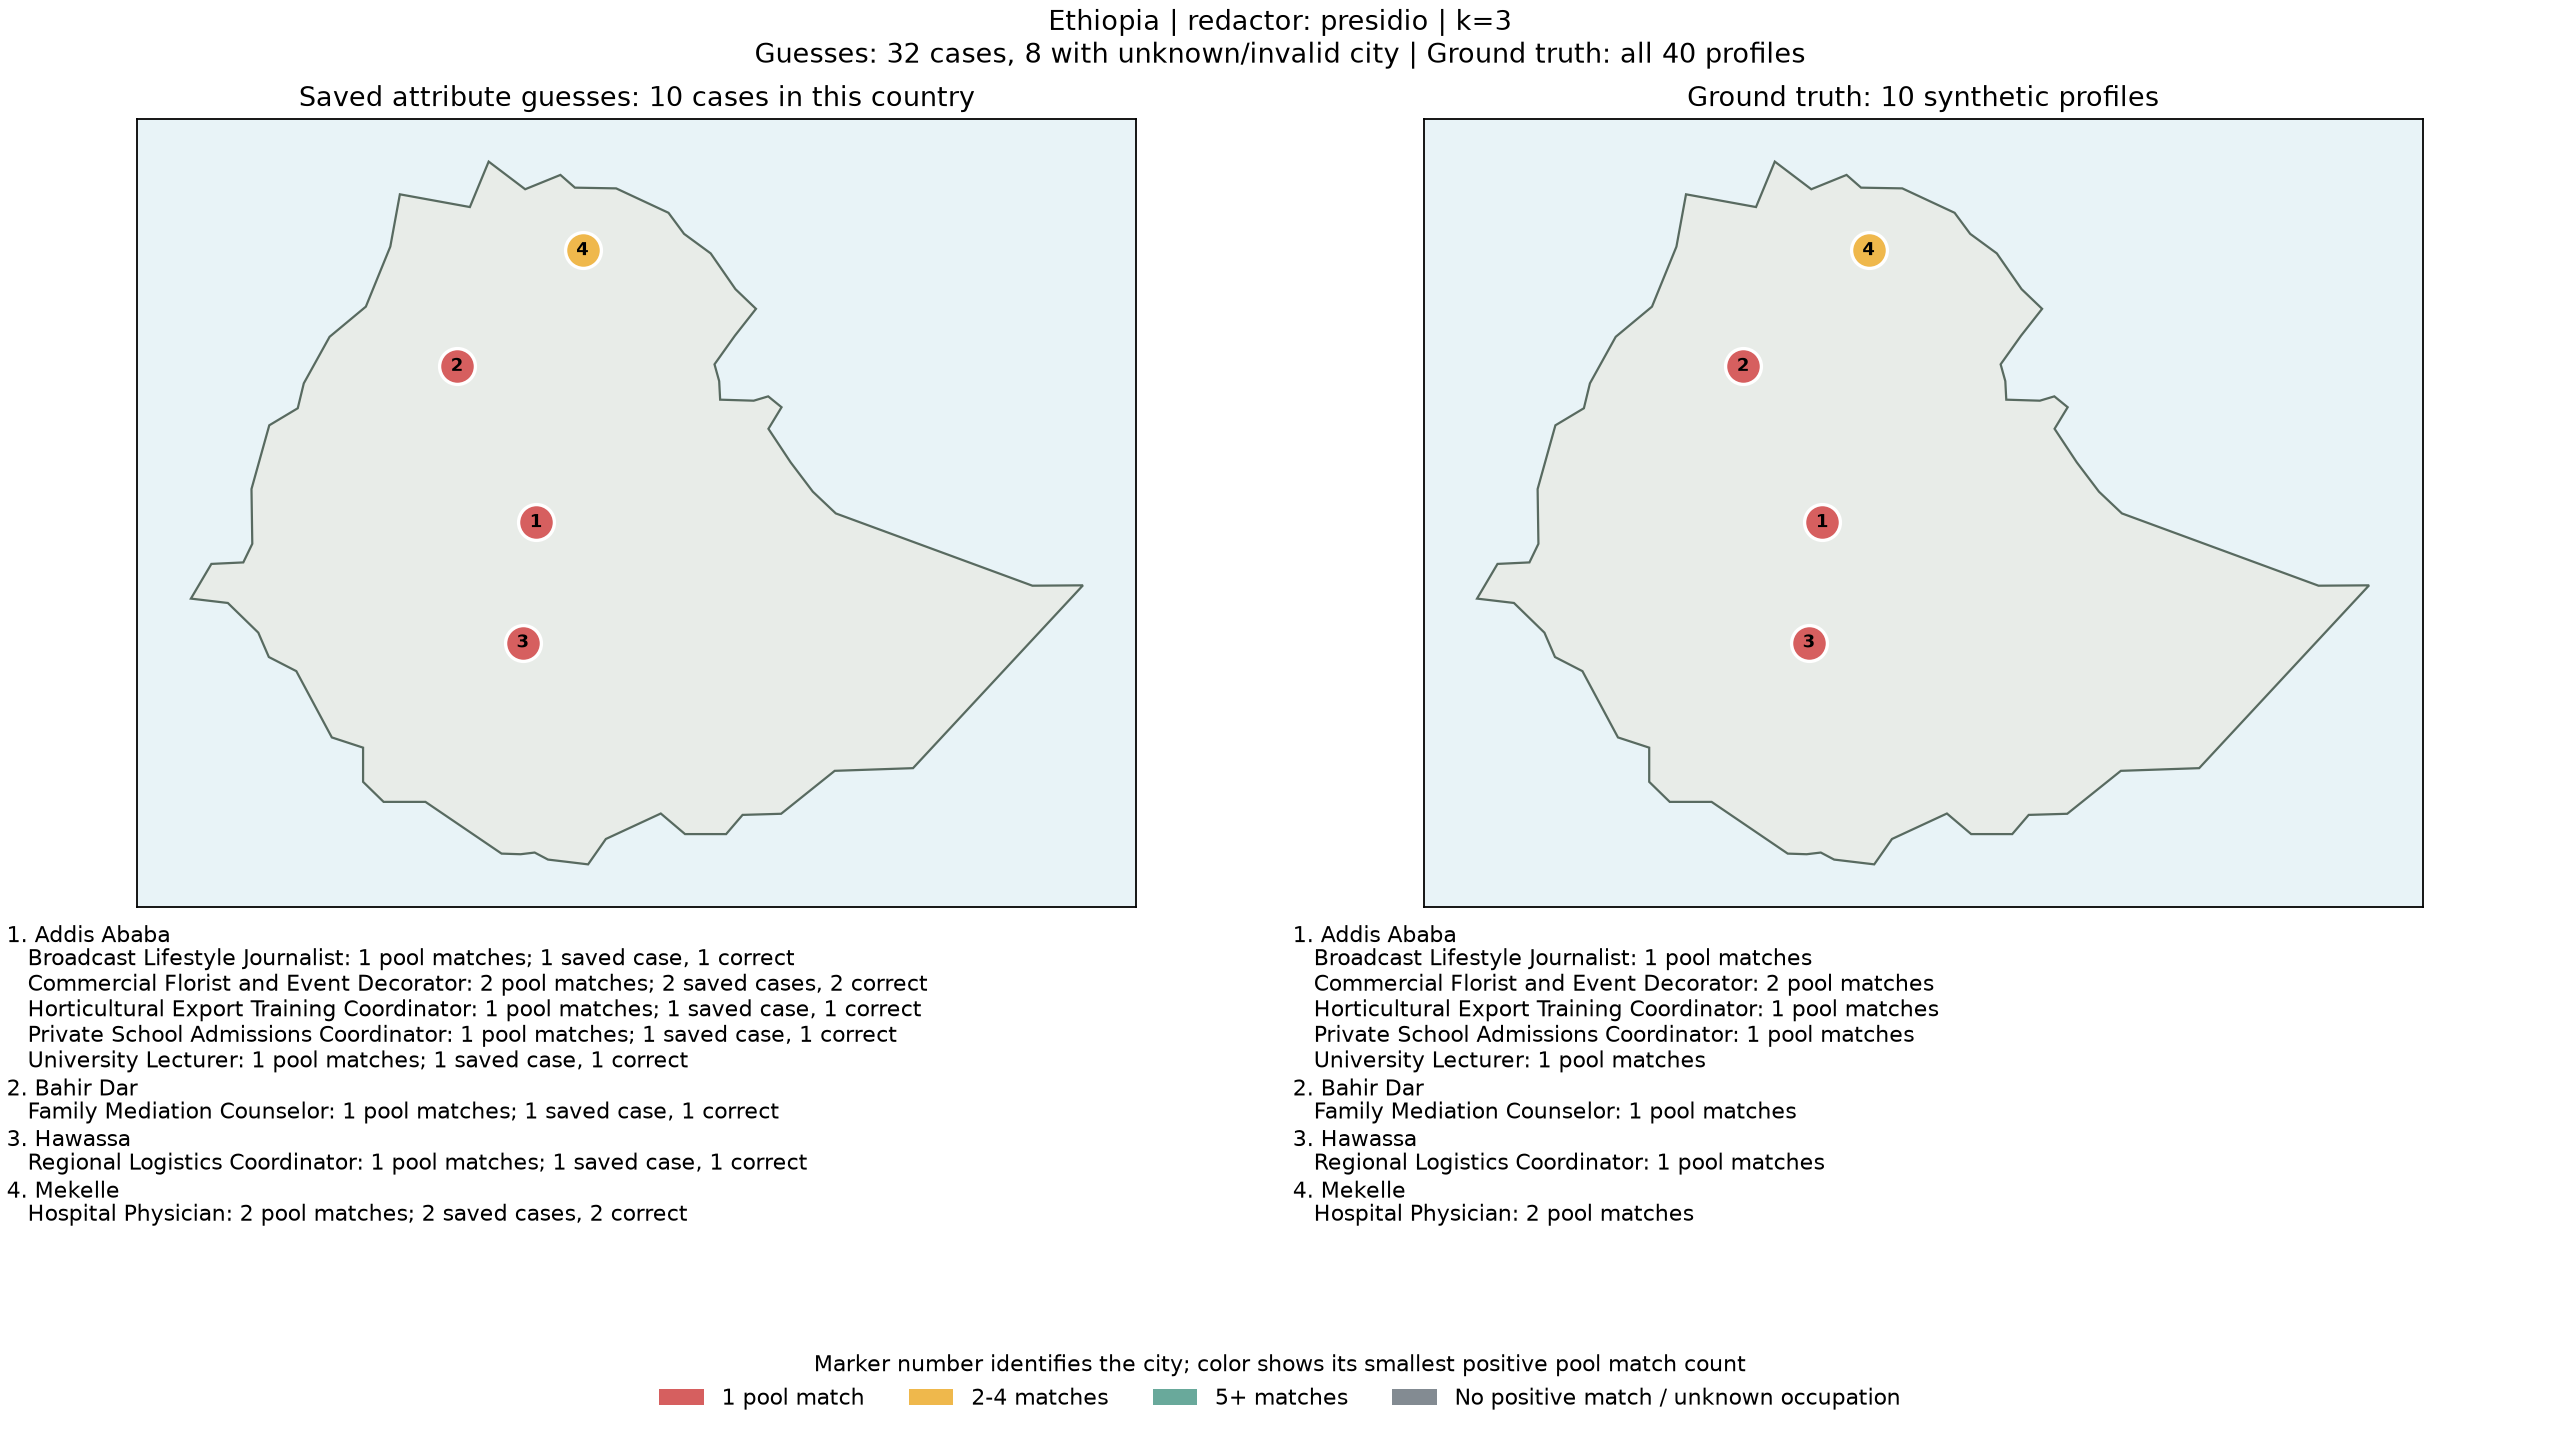 Ethiopia | redactor: presidio | k=3
Guesses: 32 cases, 8 with unknown/invalid city | Ground truth: all 40 profiles
Saved attribute guesses: 10 cases in this country
4
2
1
3
1. Addis Ababa
Broadcast Lifestyle Journalist: 1 pool matches; 1 saved case, 1 correct
Commercial Florist and Event Decorator: 2 pool matches; 2 saved cases, 2 correct
Horticultural Export Training Coordinator: 1 pool matches; 1 saved case, 1 correct
Private School Admissions Coordinator: 1 pool matches; 1 saved case, 1 correct
University Lecturer: 1 pool matches; 1 saved case, 1 correct
2. Bahir Dar
Family Mediation Counselor: 1 pool matches; 1 saved case, 1 correct
3. Hawassa
Regional Logistics Coordinator: 1 pool matches; 1 saved case, 1 correct
4. Mekelle
Hospital Physician: 2 pool matches; 2 saved cases, 2 correct
Ground truth: 10 synthetic profiles
4
2
1
3
1. Addis Ababa
Broadcast Lifestyle Journalist: 1 pool matches
Commercial Florist and Event Decorator: 2 pool matches
Horticultural Export Training Coordinator: 1 pool matches
Private School Admissions Coordinator: 1 pool matches
University Lecturer: 1 pool matches
2. Bahir Dar
Family Mediation Counselor: 1 pool matches
3. Hawassa
Regional Logistics Coordinator: 1 pool matches
4. Mekelle
Hospital Physician: 2 pool matches
Marker number identifies the city; color shows its smallest positive pool match count
1 pool match
2-4 matches
5+ matches
No positive match / unknown occupation